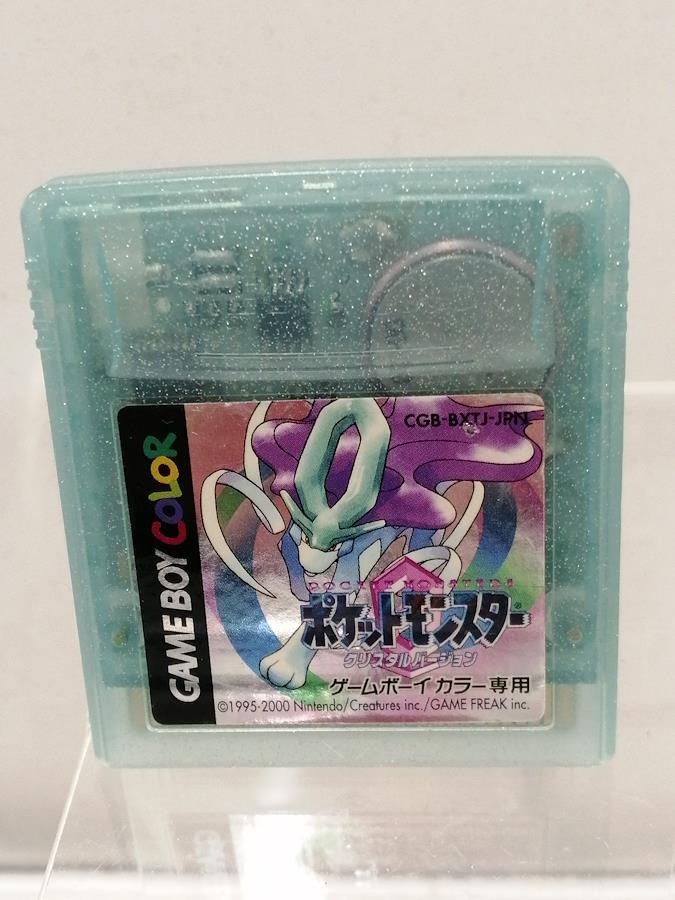 CGB-BXTJ-JPN
GAME BOY COLOR
POCKET MONSTERS
ポケットモンスター
クリスタルバージョン
ゲームボーイカラー専用
©1995-2000 Nintendo/Creatures inc./GAME FREAK inc.